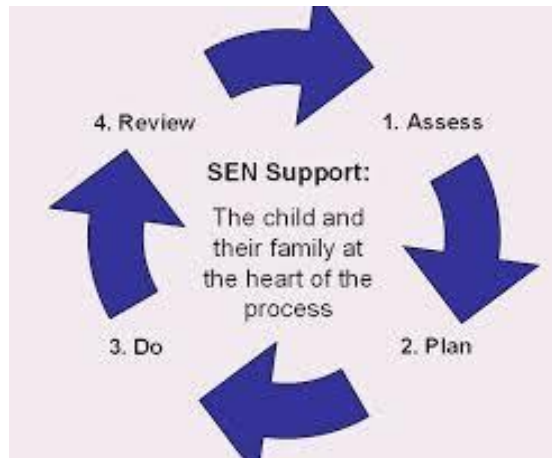 4. Review
1. Assess
SEN Support:
The child and
their family at
the heart of the
process
3. Do
2. Plan